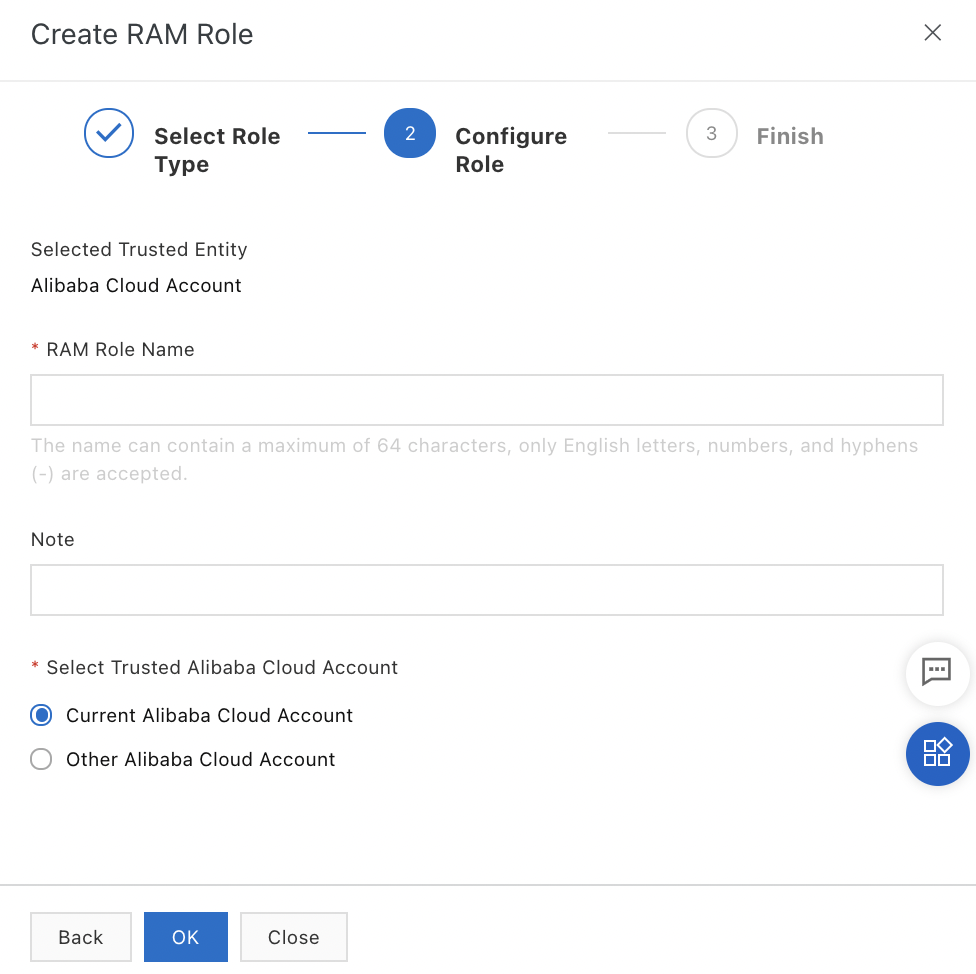 Create RAM Role
Select Role
Type
2
Configure
Role
3
Finish
Selected Trusted Entity
Alibaba Cloud Account
* RAM Role Name
The name can contain a maximum of 64 characters, only English letters, numbers, and hyphens
(-) are accepted.
Note
* Select Trusted Alibaba Cloud Account
Current Alibaba Cloud Account
Other Alibaba Cloud Account
Back
OK
Close